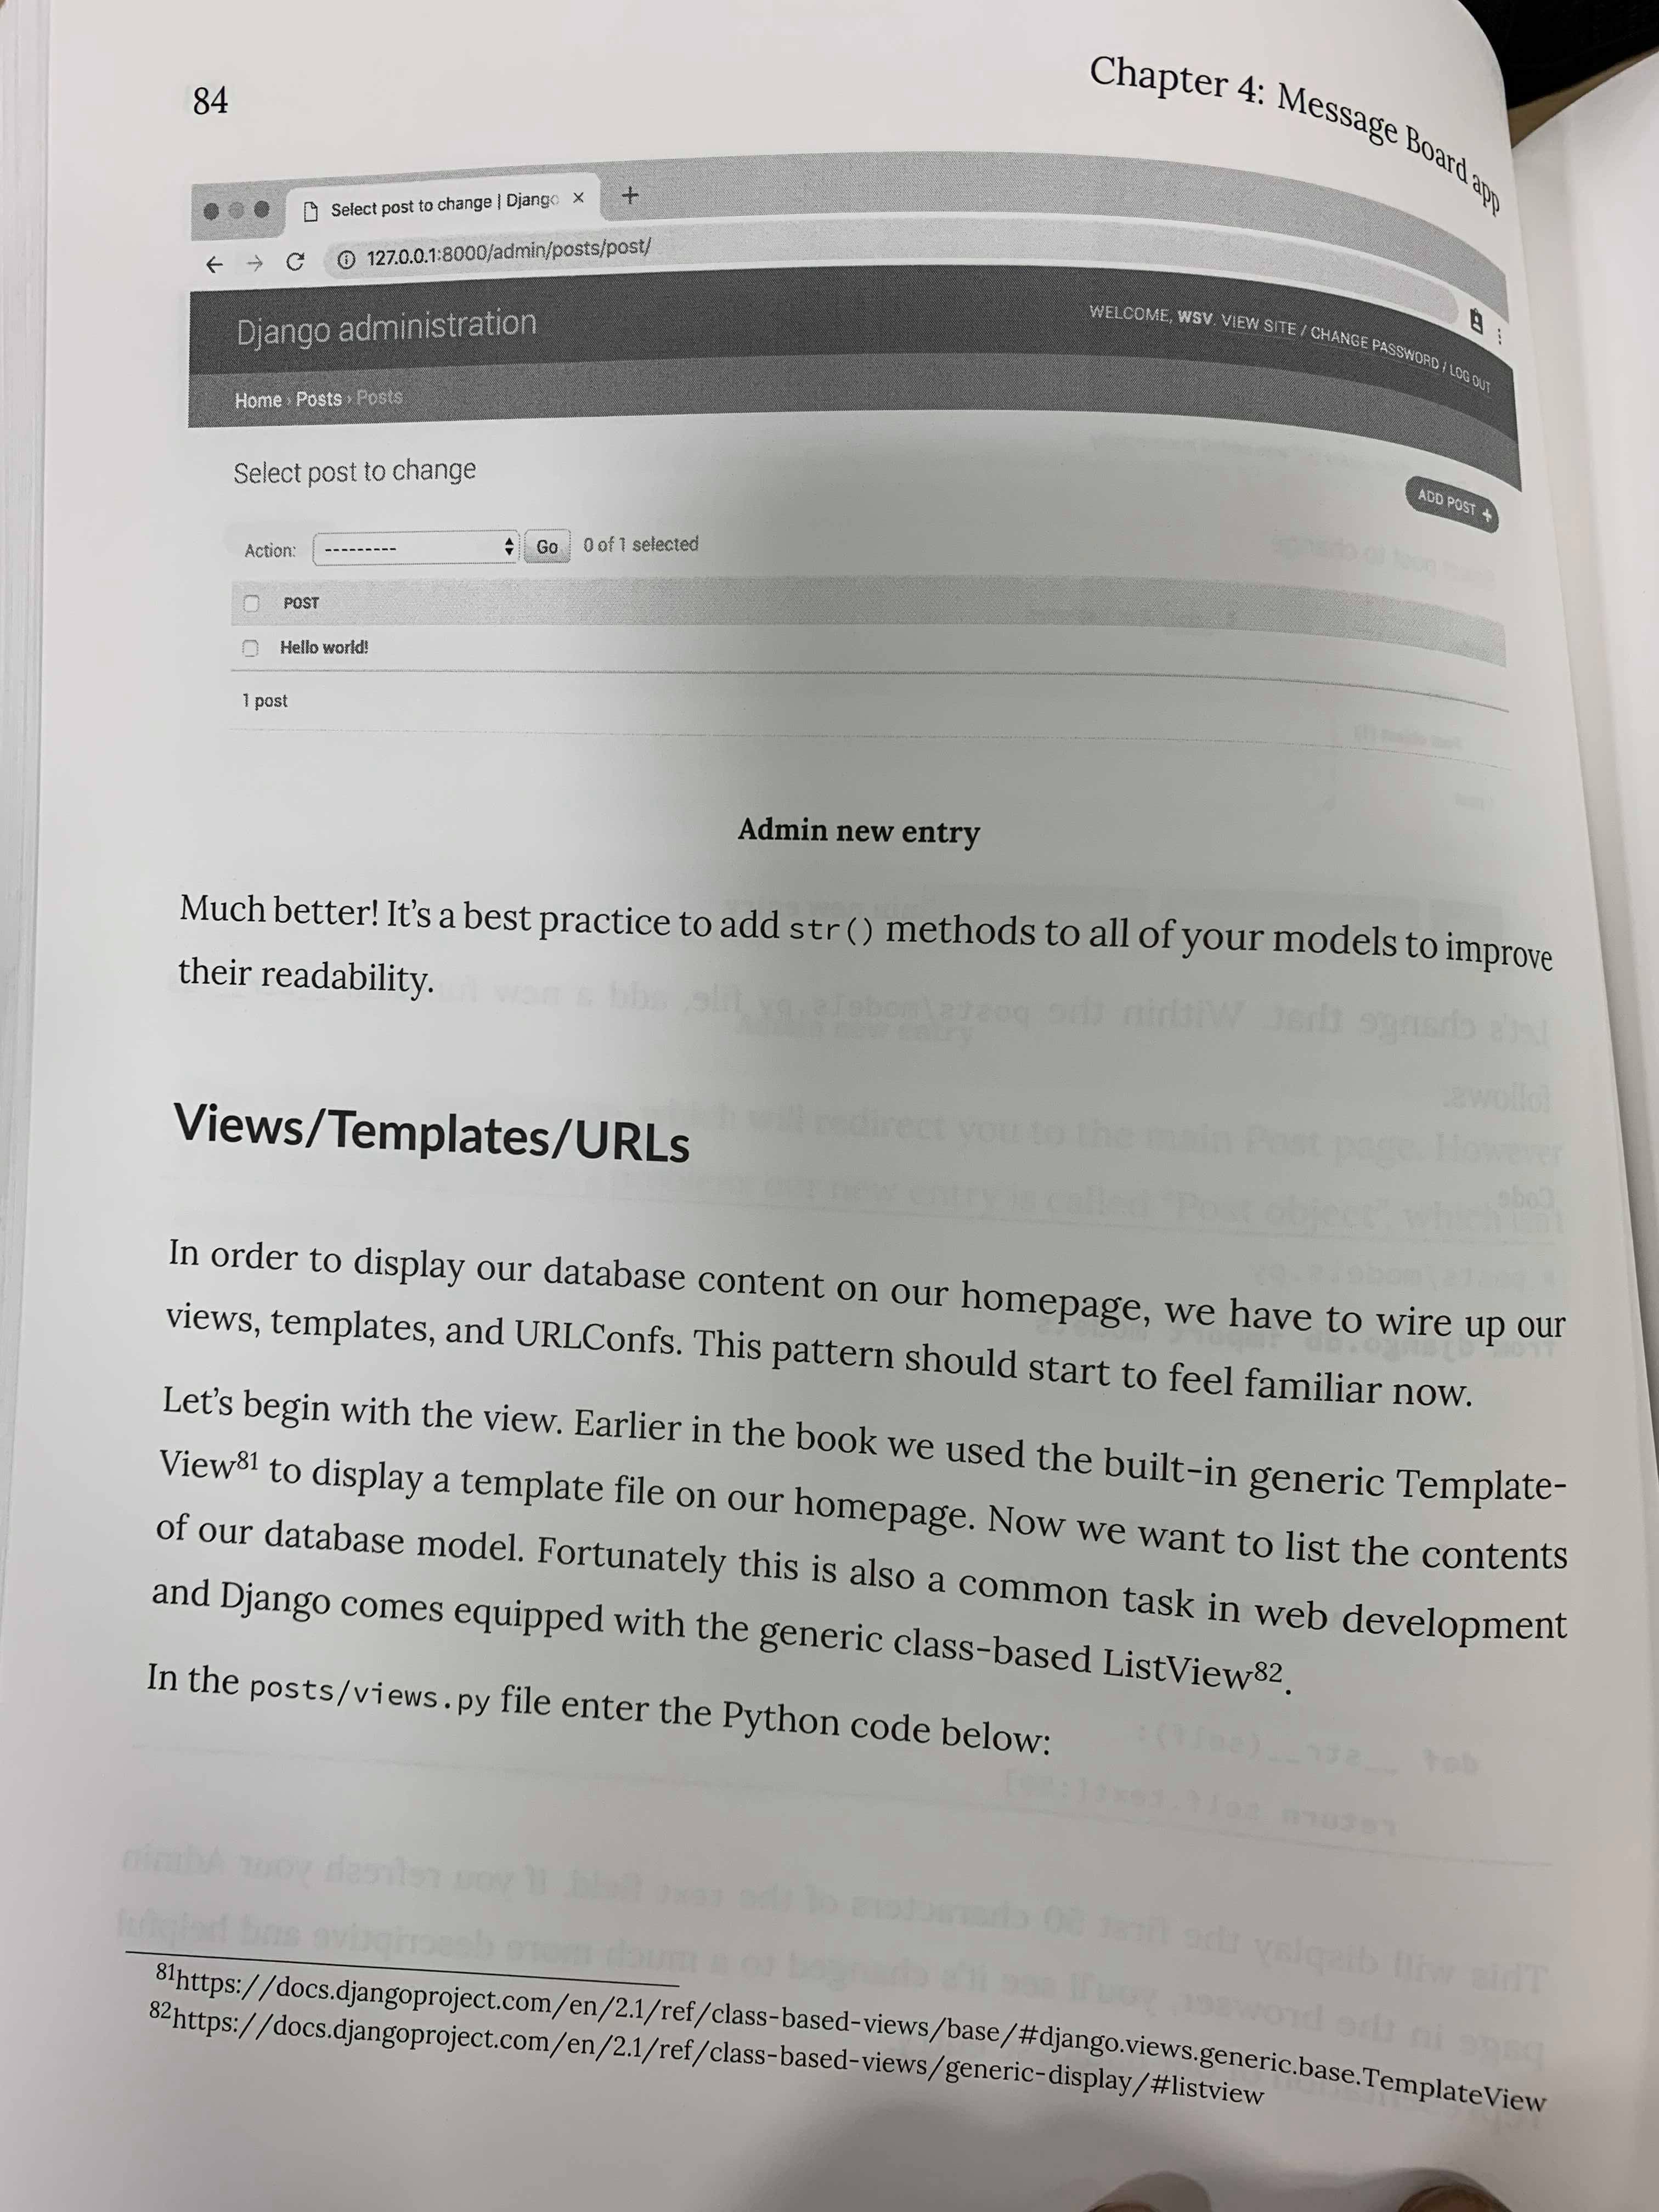 84
Chapter 4: Message Board app
Select post to change | Django
127.0.0.1:8000/admin/posts/post/
Django administration
WELCOME, WSV. VIEW SITE / CHANGE PASSWORD / LOG OUT
Home › Posts › Posts
Select post to change
ADD POST +
Action: --------- Go 0 of 1 selected
POST
Hello world!
1 post
Admin new entry
Much better! It’s a best practice to add str() methods to all of your models to improve
their readability.
Views/Templates/URLs
In order to display our database content on our homepage, we have to wire up our
views, templates, and URLConfs. This pattern should start to feel familiar now.
Let’s begin with the view. Earlier in the book we used the built-in generic Template-
View⁸¹ to display a template file on our homepage. Now we want to list the contents
of our database model. Fortunately this is also a common task in web development
and Django comes equipped with the generic class-based ListView⁸².
In the posts/views.py file enter the Python code below:
⁸¹https://docs.djangoproject.com/en/2.1/ref/class-based-views/base/#django.views.generic.base.TemplateView
⁸²https://docs.djangoproject.com/en/2.1/ref/class-based-views/generic-display/#listview